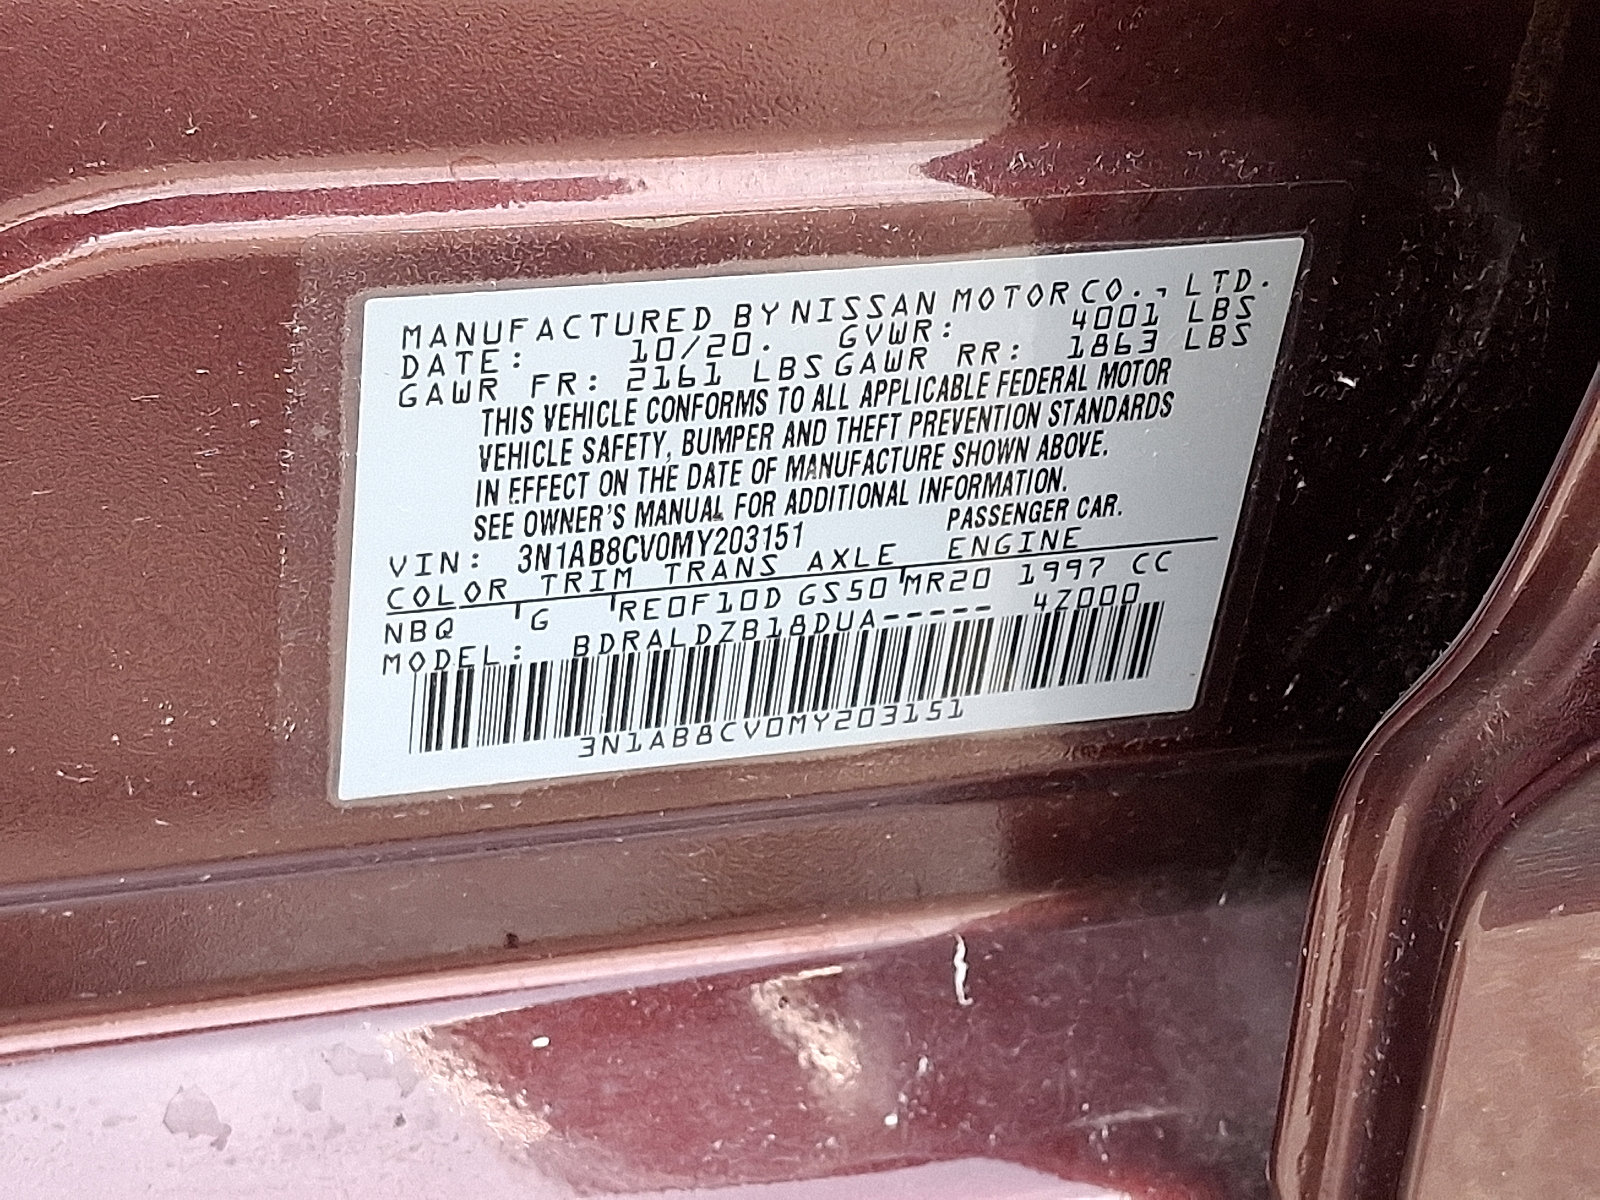 MANUFACTURED BY NISSAN MOTOR CO., LTD.
DATE: 10/20. GVWR: 4001 LBS
GAWR FR: 2161 LBS GAWR RR: 1863 LBS
THIS VEHICLE CONFORMS TO ALL APPLICABLE FEDERAL MOTOR
VEHICLE SAFETY, BUMPER AND THEFT PREVENTION STANDARDS
IN EFFECT ON THE DATE OF MANUFACTURE SHOWN ABOVE.
SEE OWNER'S MANUAL FOR ADDITIONAL INFORMATION.
VIN: 3N1AB8CV0MY203151 PASSENGER CAR.
COLOR TRIM TRANS AXLE ENGINE
NBQ G RE0F10D GS50 MR20 1997 CC
MODEL: BDRALDZB18DUA----- 47000
3N1AB8CV0MY203151